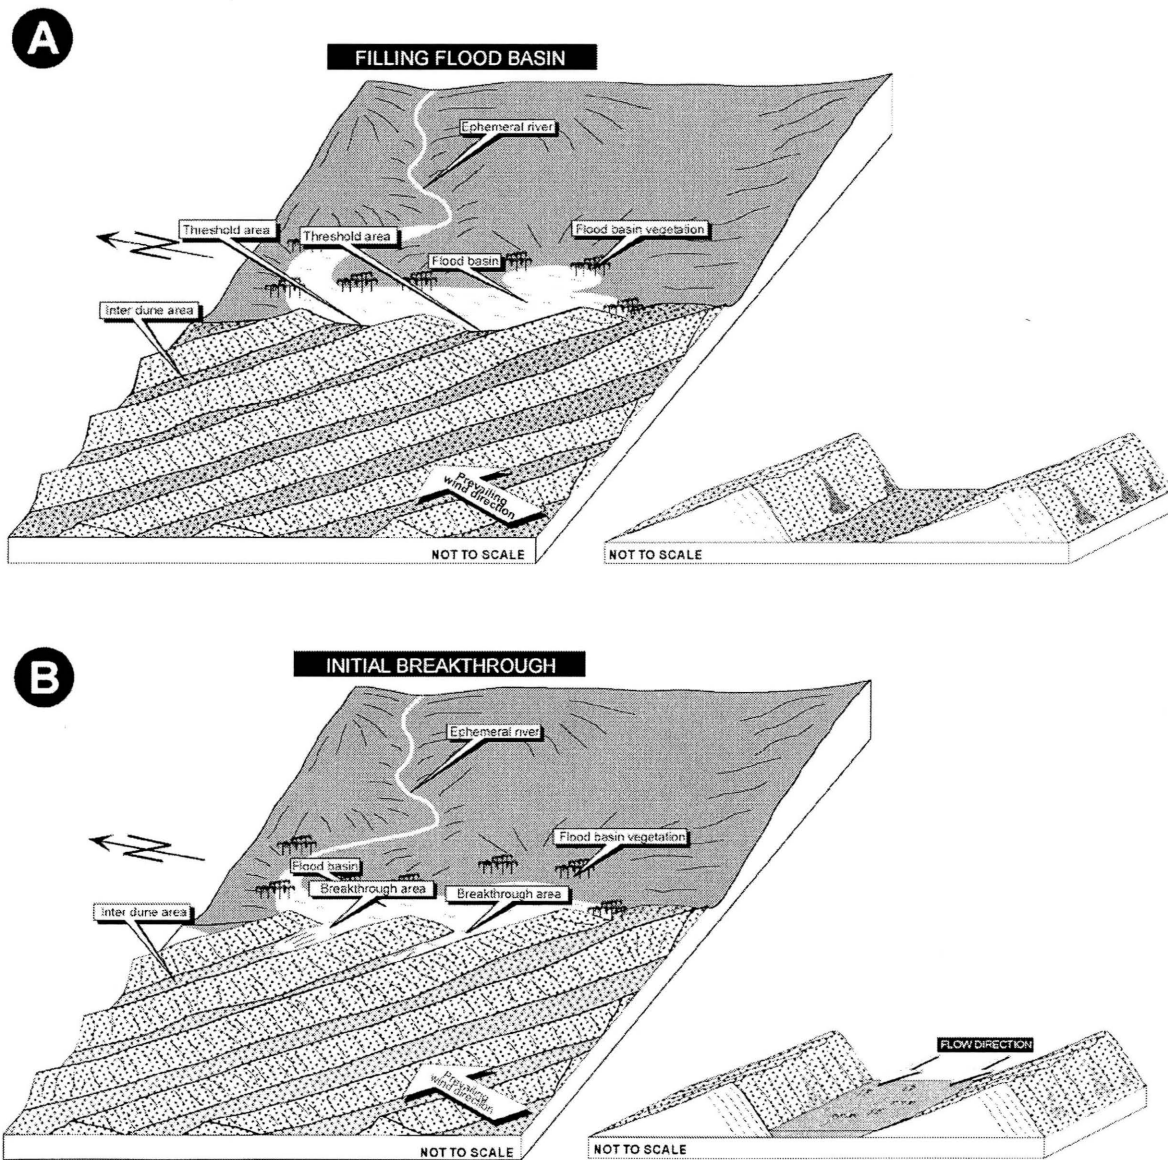 A
FILLING FLOOD BASIN
Ephemeral river
Threshold area
Threshold area
Flood basin vegetation
Flood basin
Inter dune area
Prevailing
wind direction
NOT TO SCALE
NOT TO SCALE
B
INITIAL BREAKTHROUGH
Ephemeral river
Flood basin vegetation
Flood basin
Breakthrough area
Breakthrough area
Inter dune area
FLOW DIRECTION
Prevailing
wind direction
NOT TO SCALE
NOT TO SCALE